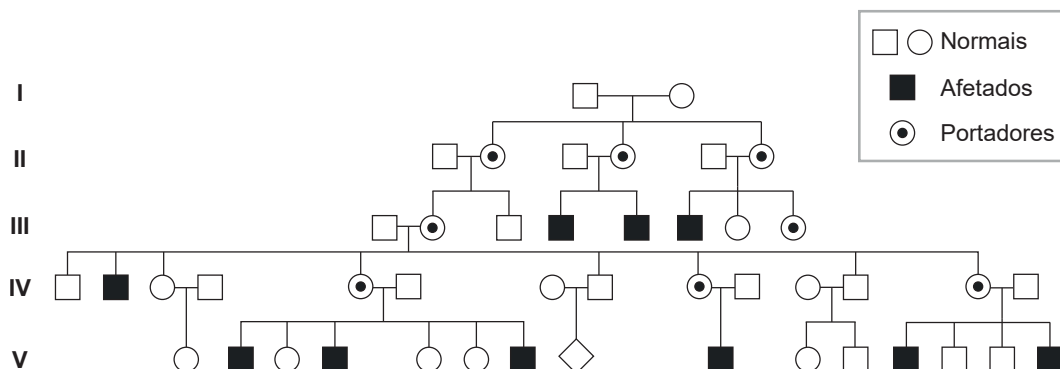 Normais
I
Afetados
Portadores
II
III
IV
V